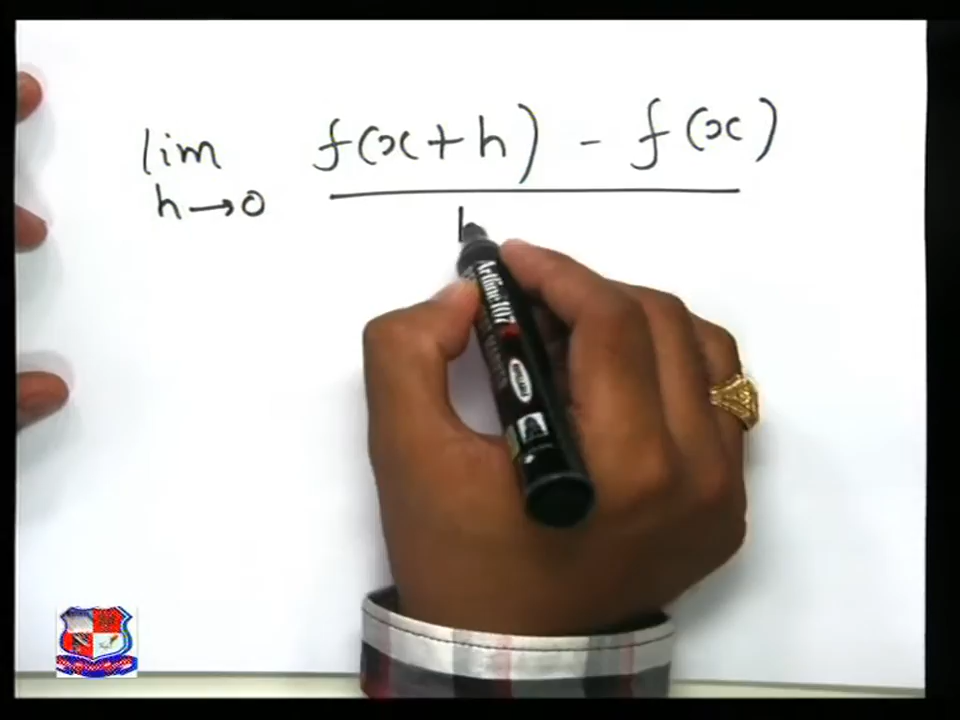 lim f(x+h) - f(x)
h→0
Artline 107